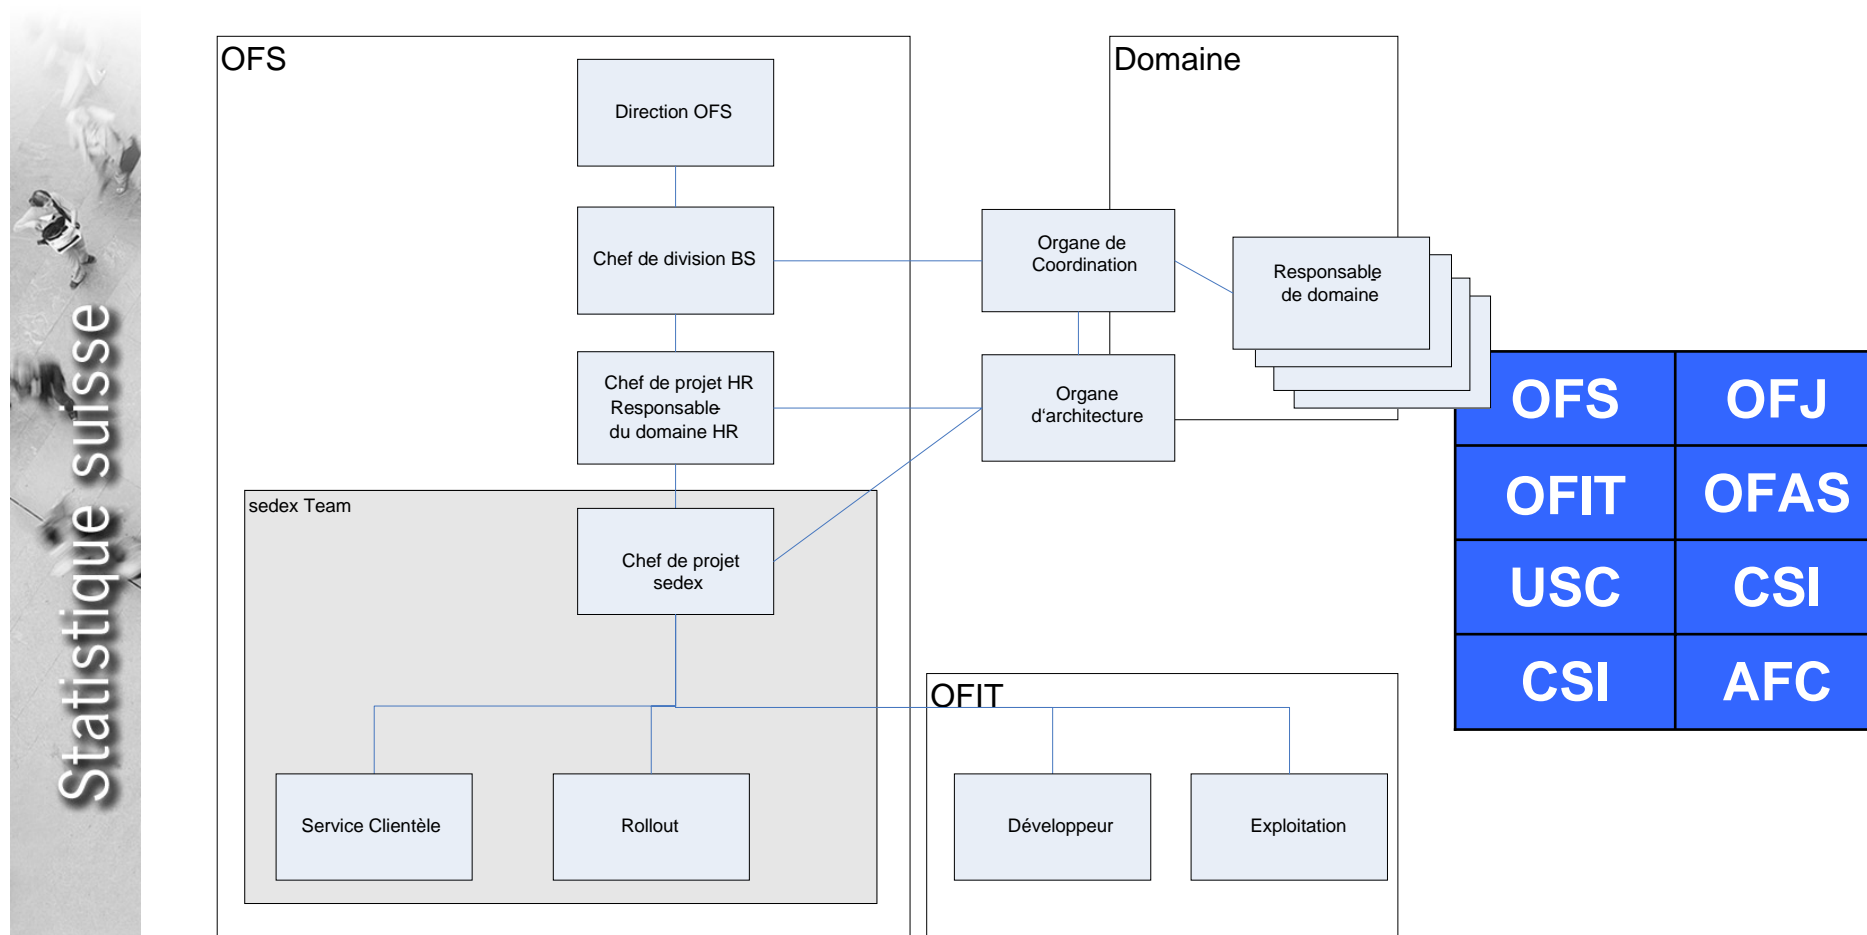 Statistique suisse
OFS
Direction OFS
Chef de division BS
Chef de projet HR
Responsable-
du domaine HR
sedex Team
Chef de projet
sedex
Service Clientèle
Rollout
Domaine
Organe de
Coordination
Responsable-
de domaine
Organe
d‘architecture
OFIT
Développeur
Exploitation
OFS OFJ
OFIT OFAS
USC CSI
CSI AFC